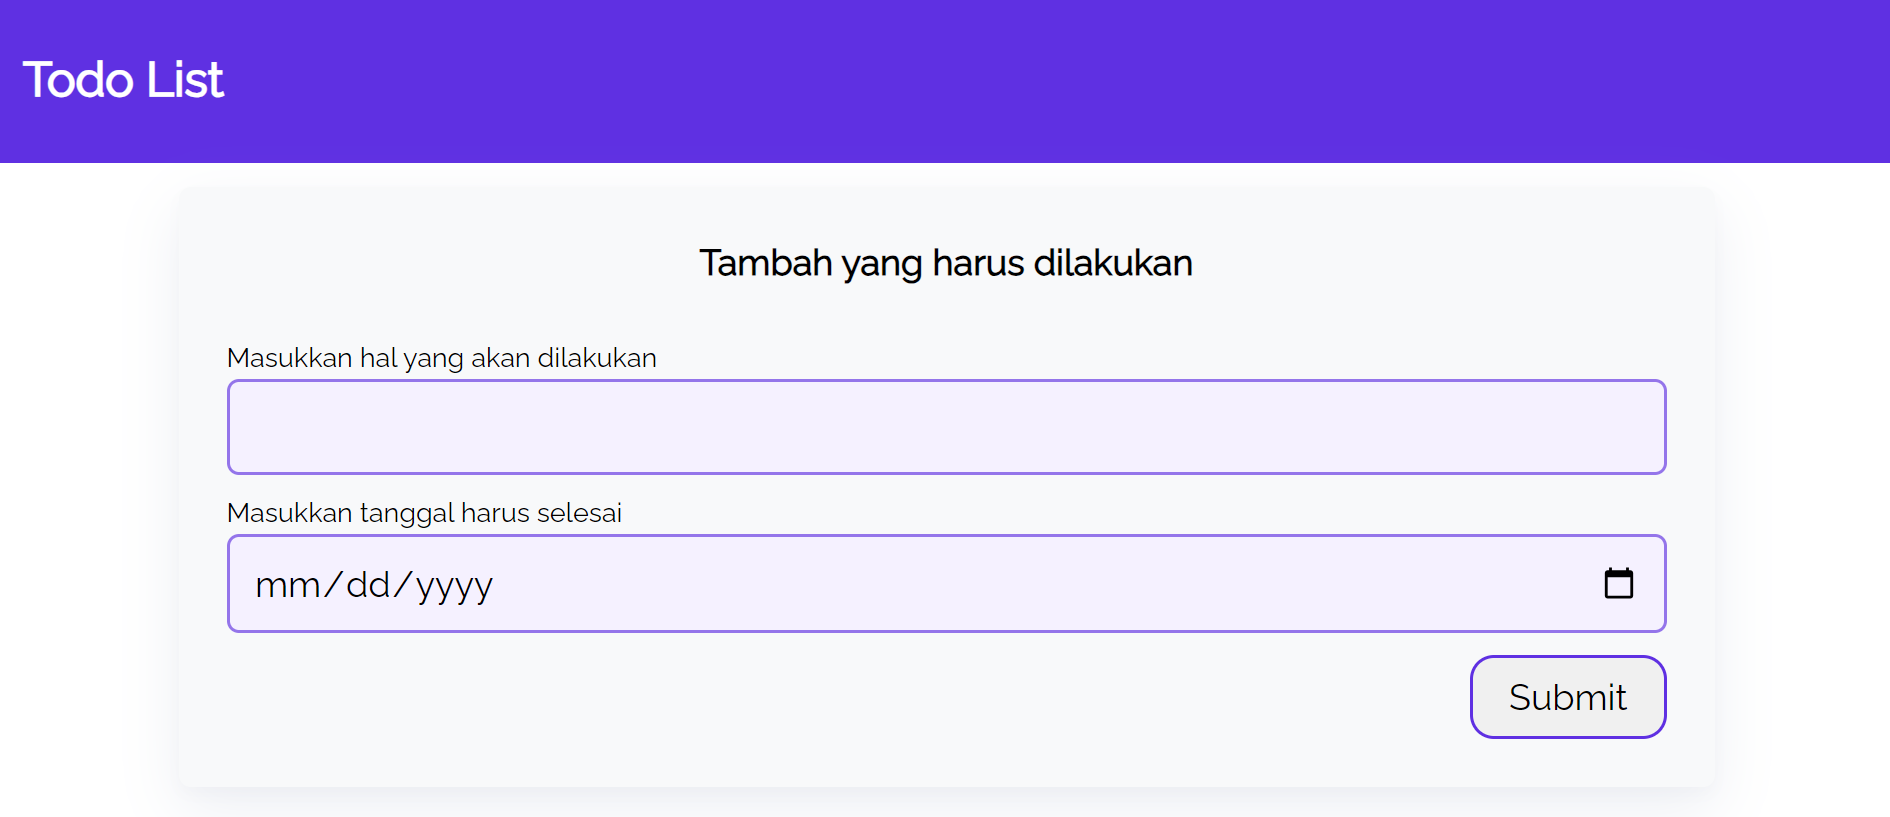 Todo List
Tambah yang harus dilakukan
Masukkan hal yang akan dilakukan
Masukkan tanggal harus selesai
mm/dd/yyyy
Submit